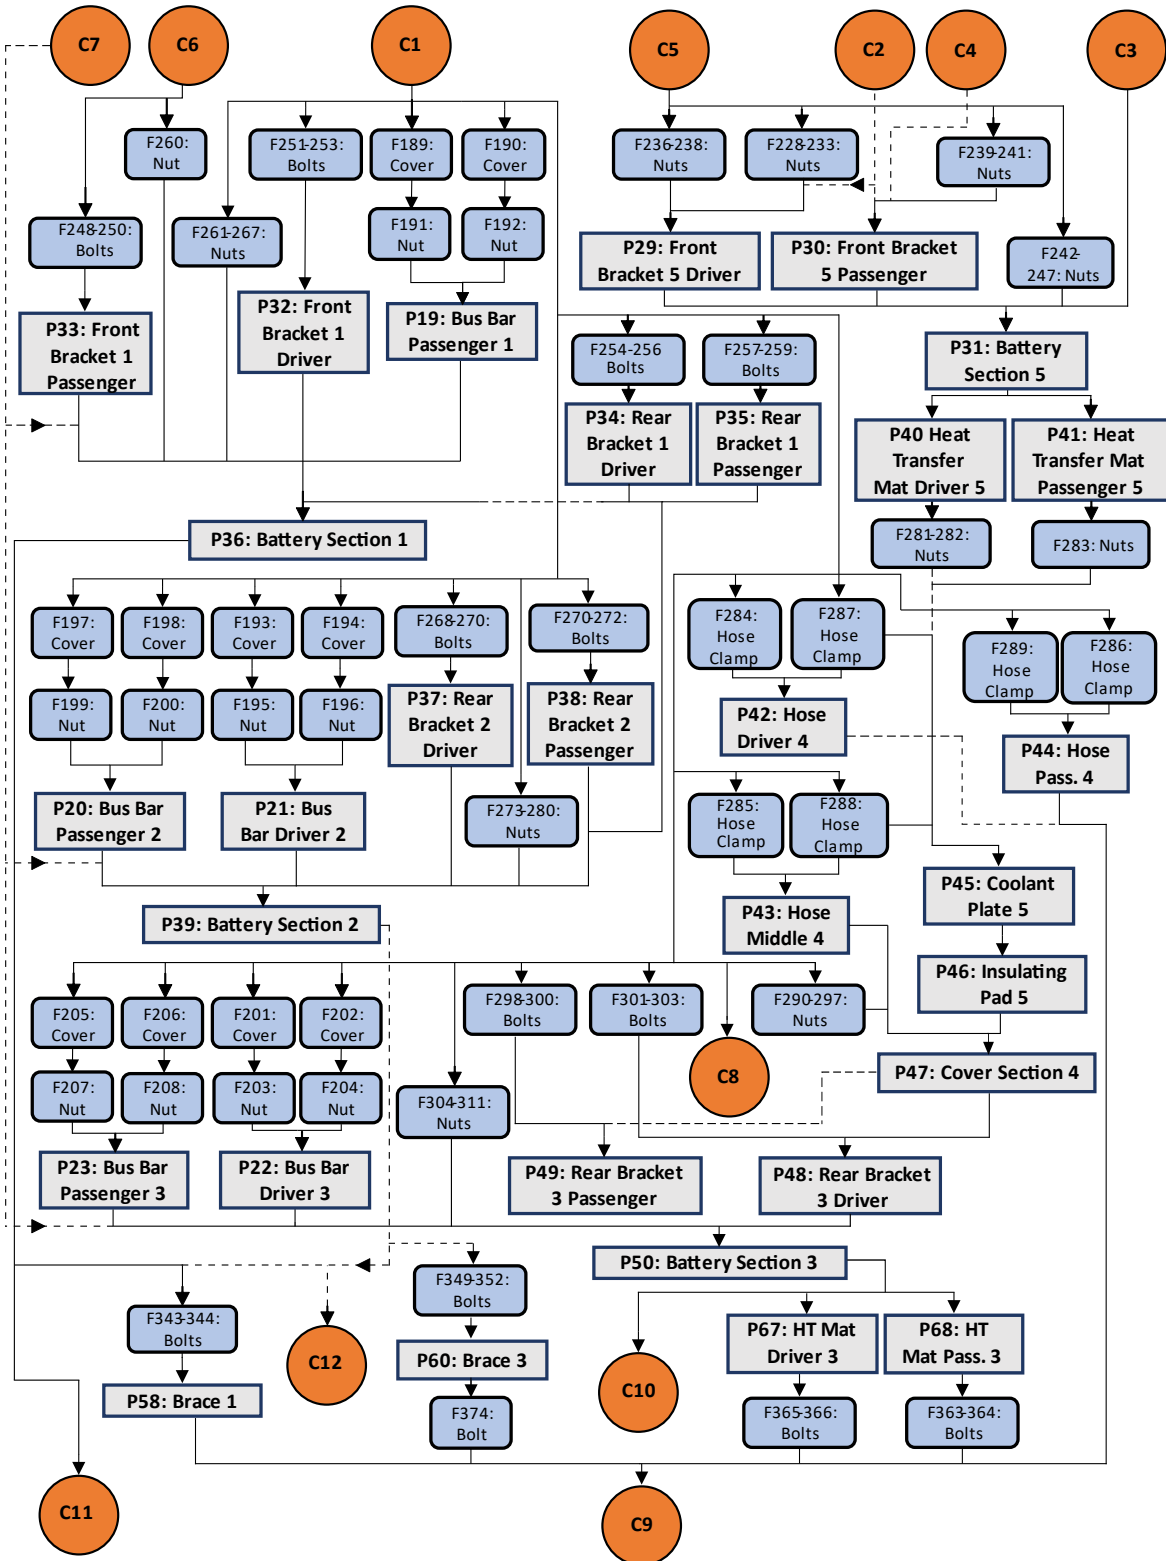 C7
C6
C1
C5
C2
C4
C3
F260:
Nut
F251-253:
Bolts
F189:
Cover
F190:
Cover
F236-238:
Nuts
F228-233:
Nuts
F239-241:
Nuts
F248-250:
Bolts
F261-267:
Nuts
F191:
Nut
F192:
Nut
P29: Front
Bracket 5 Driver
P30: Front Bracket
5 Passenger
F242-
247: Nuts
P33: Front
Bracket 1
Passenger
P32: Front
Bracket 1
Driver
P19: Bus Bar
Passenger 1
F254-256
Bolts
F257-259:
Bolts
P31: Battery
Section 5
P34: Rear
Bracket 1
Driver
P35: Rear
Bracket 1
Passenger
P40 Heat
Transfer
Mat Driver 5
P41: Heat
Transfer Mat
Passenger 5
P36: Battery Section 1
F281-282:
Nuts
F283: Nuts
F197:
Cover
F198:
Cover
F193:
Cover
F194:
Cover
F268-270:
Bolts
F270-272:
Bolts
F284:
Hose
Clamp
F287:
Hose
Clamp
F289:
Hose
Clamp
F286:
Hose
Clamp
F199:
Nut
F200:
Nut
F195:
Nut
F196:
Nut
P37: Rear
Bracket 2
Driver
P38: Rear
Bracket 2
Passenger
P42: Hose
Driver 4
P44: Hose
Pass. 4
P20: Bus Bar
Passenger 2
P21: Bus
Bar Driver 2
F273-280:
Nuts
F285:
Hose
Clamp
F288:
Hose
Clamp
P45: Coolant
Plate 5
P39: Battery Section 2
P43: Hose
Middle 4
P46: Insulating
Pad 5
F205:
Cover
F206:
Cover
F201:
Cover
F202:
Cover
F298-300:
Bolts
F301-303:
Bolts
F290-297:
Nuts
C8
P47: Cover Section 4
F207:
Nut
F208:
Nut
F203:
Nut
F204:
Nut
F304-311:
Nuts
P23: Bus Bar
Passenger 3
P22: Bus Bar
Driver 3
P49: Rear Bracket
3 Passenger
P48: Rear Bracket
3 Driver
P50: Battery Section 3
F343-344:
Bolts
C12
F349-352:
Bolts
P60: Brace 3
C10
P67: HT Mat
Driver 3
P68: HT
Mat Pass. 3
P58: Brace 1
F374:
Bolt
F365-366:
Bolts
F363-364:
Bolts
C11
C9